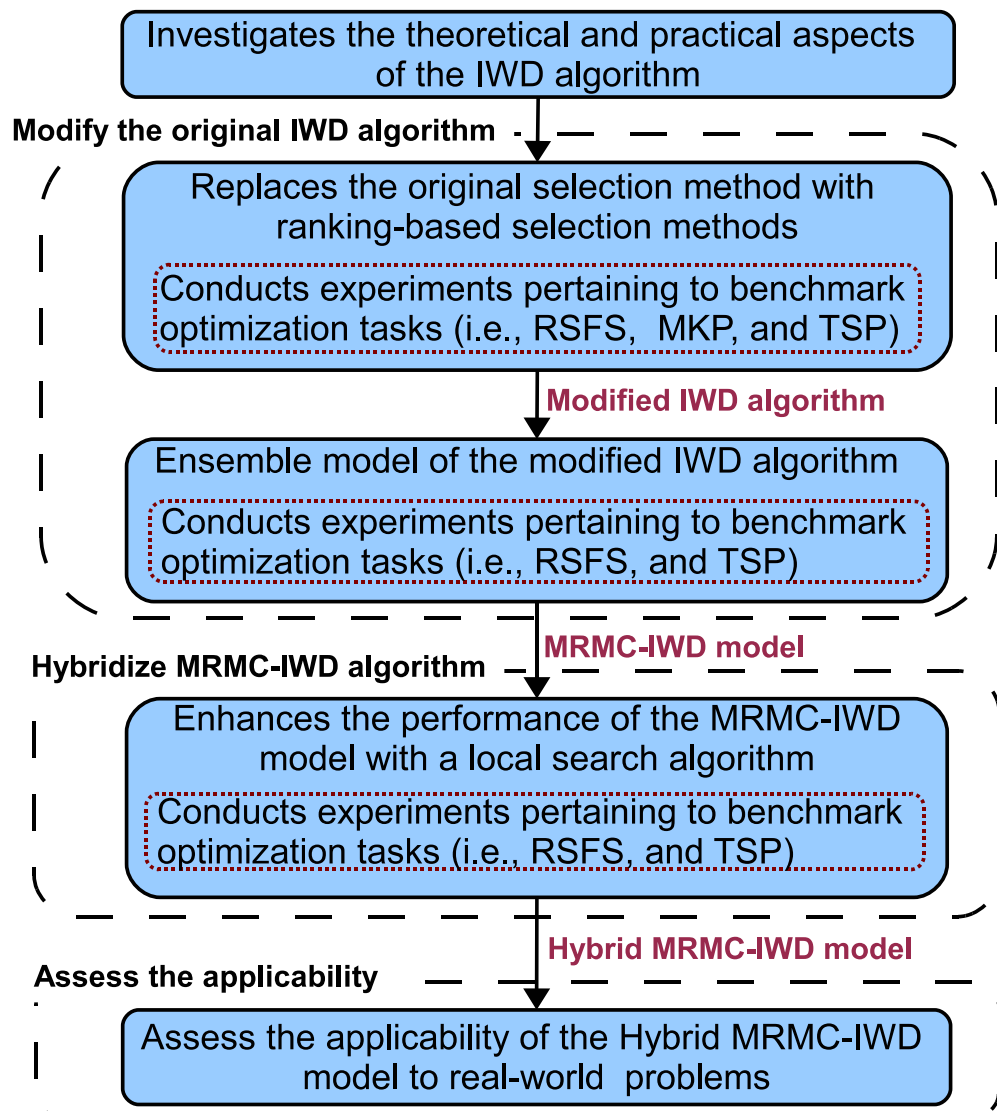 Investigates the theoretical and practical aspects
of the IWD algorithm
Modify the original IWD algorithm
Replaces the original selection method with
ranking-based selection methods
Conducts experiments pertaining to benchmark
optimization tasks (i.e., RSFS, MKP, and TSP)
Modified IWD algorithm
Ensemble model of the modified IWD algorithm
Conducts experiments pertaining to benchmark
optimization tasks (i.e., RSFS, and TSP)
MRMC-IWD model
Hybridize MRMC-IWD algorithm
Enhances the performance of the MRMC-IWD
model with a local search algorithm
Conducts experiments pertaining to benchmark
optimization tasks (i.e., RSFS, and TSP)
Hybrid MRMC-IWD model
Assess the applicability
Assess the applicability of the Hybrid MRMC-IWD
model to real-world problems